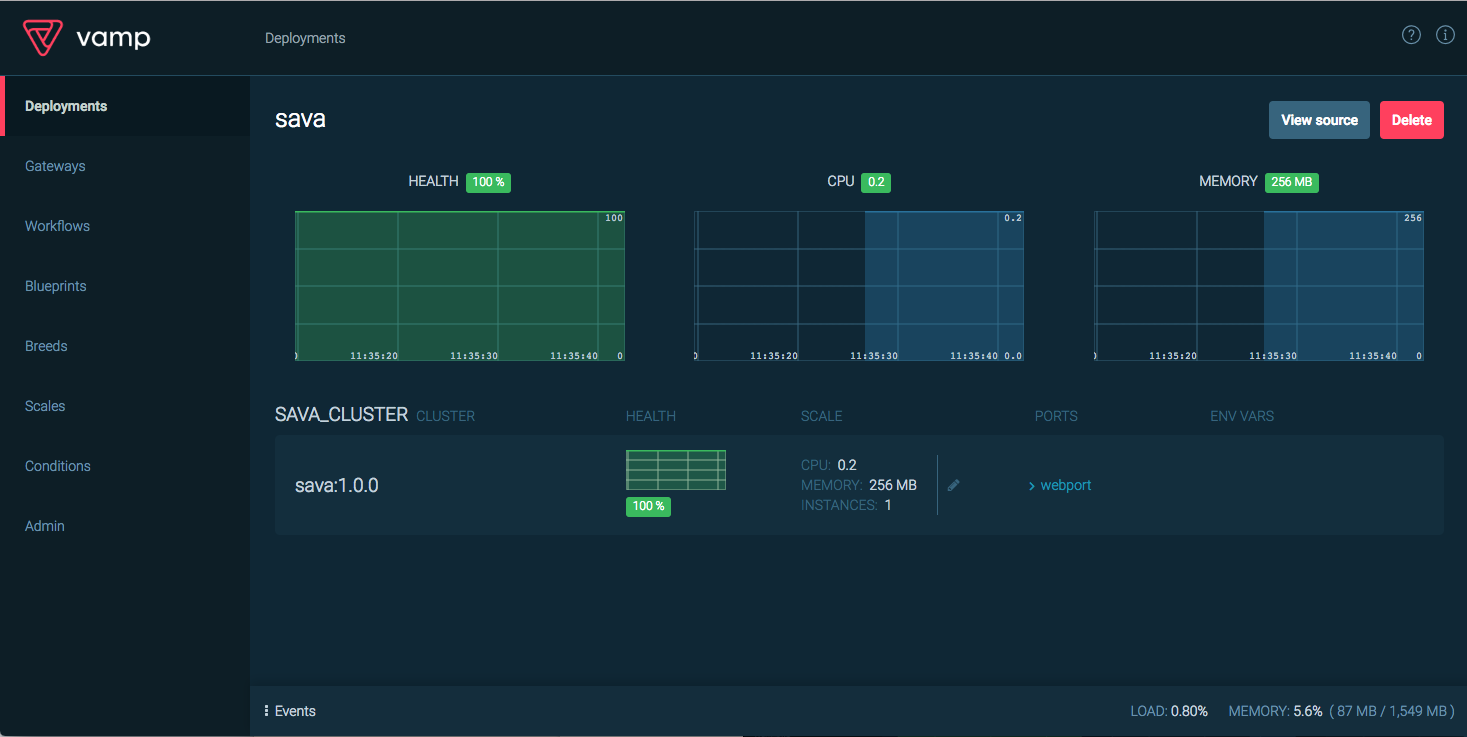 vamp
Deployments
?
i
Deployments
Gateways
Workflows
Blueprints
Breeds
Scales
Conditions
Admin
sava
View source
Delete
HEALTH 100 %
CPU 0.2
MEMORY 256 MB
100
11:35:20 11:35:30 11:35:40 0
0.2
11:35:20 11:35:30 11:35:40 0.0
256
11:35:20 11:35:30 11:35:40 0
SAVA_CLUSTER CLUSTER HEALTH SCALE PORTS ENV VARS
sava:1.0.0
100 %
CPU: 0.2
MEMORY: 256 MB
INSTANCES: 1
webport
Events
LOAD: 0.80% MEMORY: 5.6% ( 87 MB / 1,549 MB )